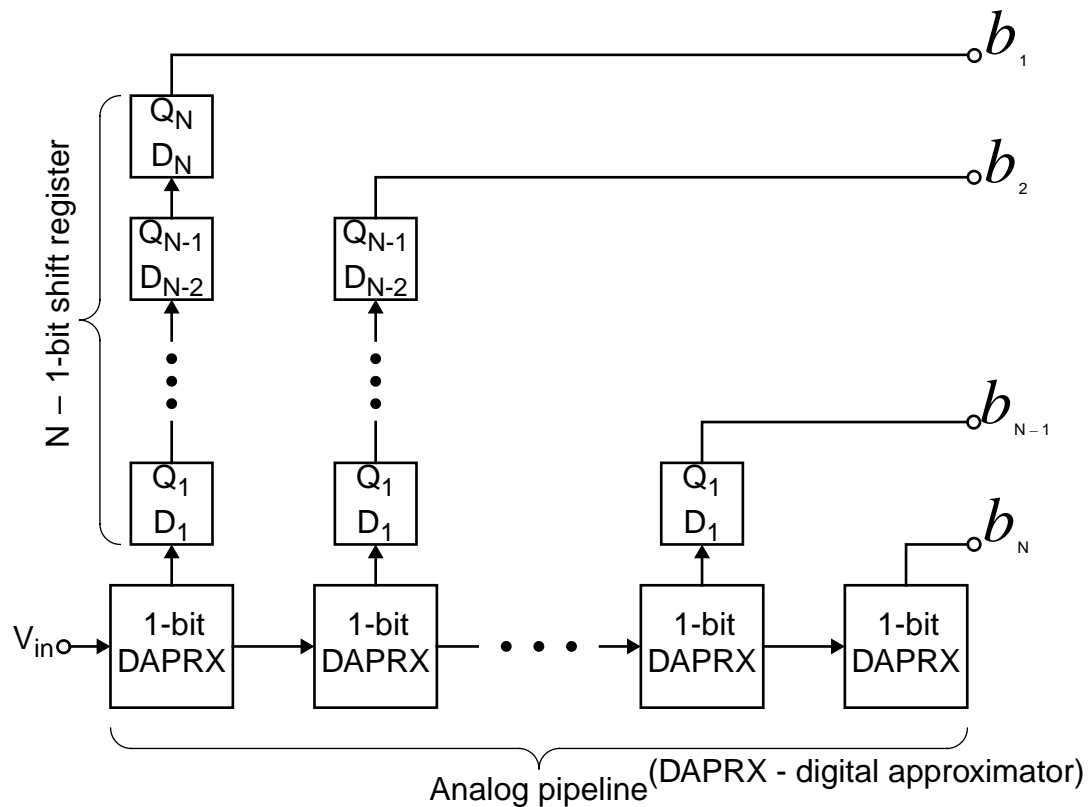 b1
QN
DN
b2
QN-1
DN-2
QN-1
DN-2
N – 1-bit shift register
bN – 1
Q1
D1
Q1
D1
Q1
D1
bN
Vin
1-bit
DAPRX
1-bit
DAPRX
1-bit
DAPRX
1-bit
DAPRX
Analog pipeline
(DAPRX - digital approximator)